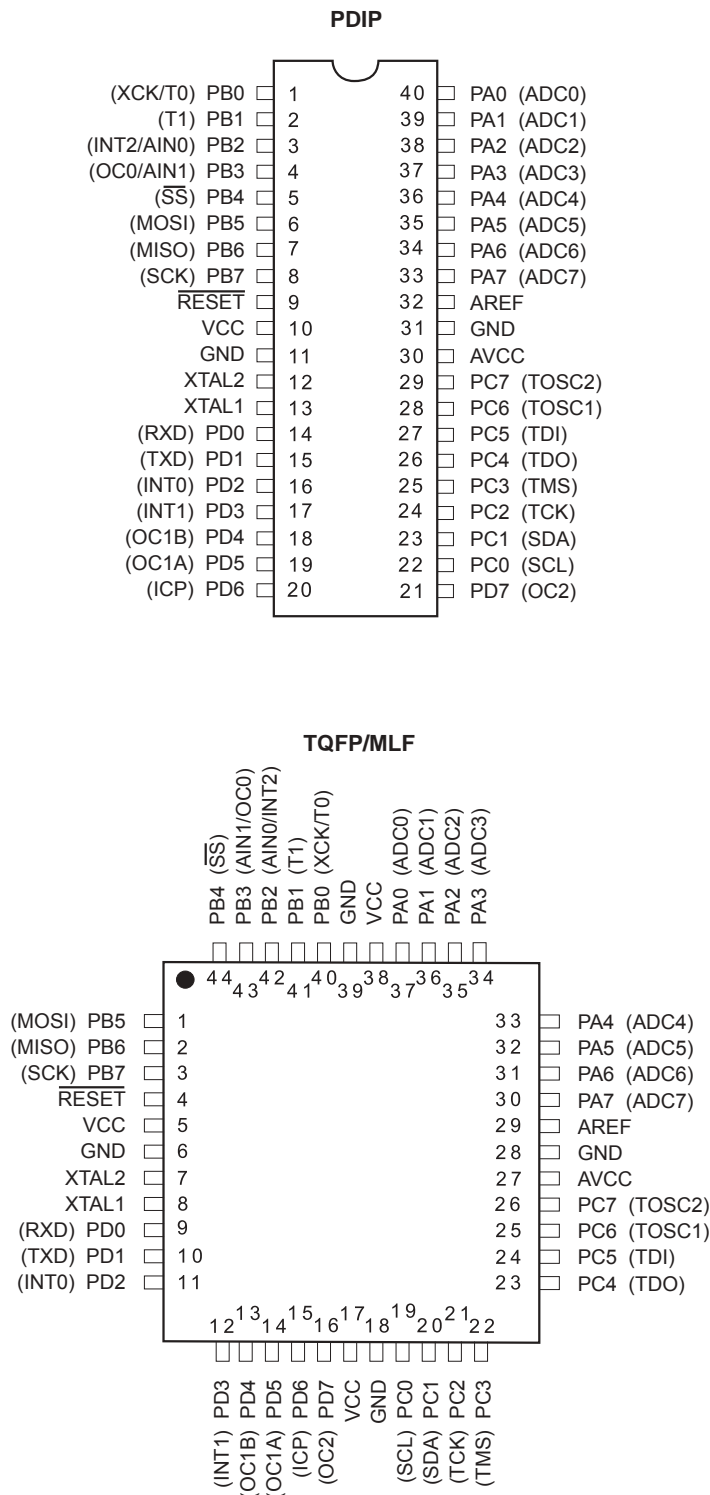 PDIP
(XCK/T0) PB0 1 40 PA0 (ADC0)
(T1) PB1 2 39 PA1 (ADC1)
(INT2/AIN0) PB2 3 38 PA2 (ADC2)
(OC0/AIN1) PB3 4 37 PA3 (ADC3)
(S̅S̅) PB4 5 36 PA4 (ADC4)
(MOSI) PB5 6 35 PA5 (ADC5)
(MISO) PB6 7 34 PA6 (ADC6)
(SCK) PB7 8 33 PA7 (ADC7)
R̅E̅S̅E̅T̅ 9 32 AREF
VCC 10 31 GND
GND 11 30 AVCC
XTAL2 12 29 PC7 (TOSC2)
XTAL1 13 28 PC6 (TOSC1)
(RXD) PD0 14 27 PC5 (TDI)
(TXD) PD1 15 26 PC4 (TDO)
(INT0) PD2 16 25 PC3 (TMS)
(INT1) PD3 17 24 PC2 (TCK)
(OC1B) PD4 18 23 PC1 (SDA)
(OC1A) PD5 19 22 PC0 (SCL)
(ICP) PD6 20 21 PD7 (OC2)
TQFP/MLF
PB4 (S̅S̅)
PB3 (AIN1/OC0)
PB2 (AIN0/INT2)
PB1 (T1)
PB0 (XCK/T0)
GND
VCC
PA0 (ADC0)
PA1 (ADC1)
PA2 (ADC2)
PA3 (ADC3)
44 43 42 41 40 39 38 37 36 35 34
(MOSI) PB5 1 33 PA4 (ADC4)
(MISO) PB6 2 32 PA5 (ADC5)
(SCK) PB7 3 31 PA6 (ADC6)
R̅E̅S̅E̅T̅ 4 30 PA7 (ADC7)
VCC 5 29 AREF
GND 6 28 GND
XTAL2 7 27 AVCC
XTAL1 8 26 PC7 (TOSC2)
(RXD) PD0 9 25 PC6 (TOSC1)
(TXD) PD1 10 24 PC5 (TDI)
(INT0) PD2 11 23 PC4 (TDO)
12 13 14 15 16 17 18 19 20 21 22
(INT1) PD3
(OC1B) PD4
(OC1A) PD5
(ICP) PD6
(OC2) PD7
VCC
GND
(SCL) PC0
(SDA) PC1
(TCK) PC2
(TMS) PC3